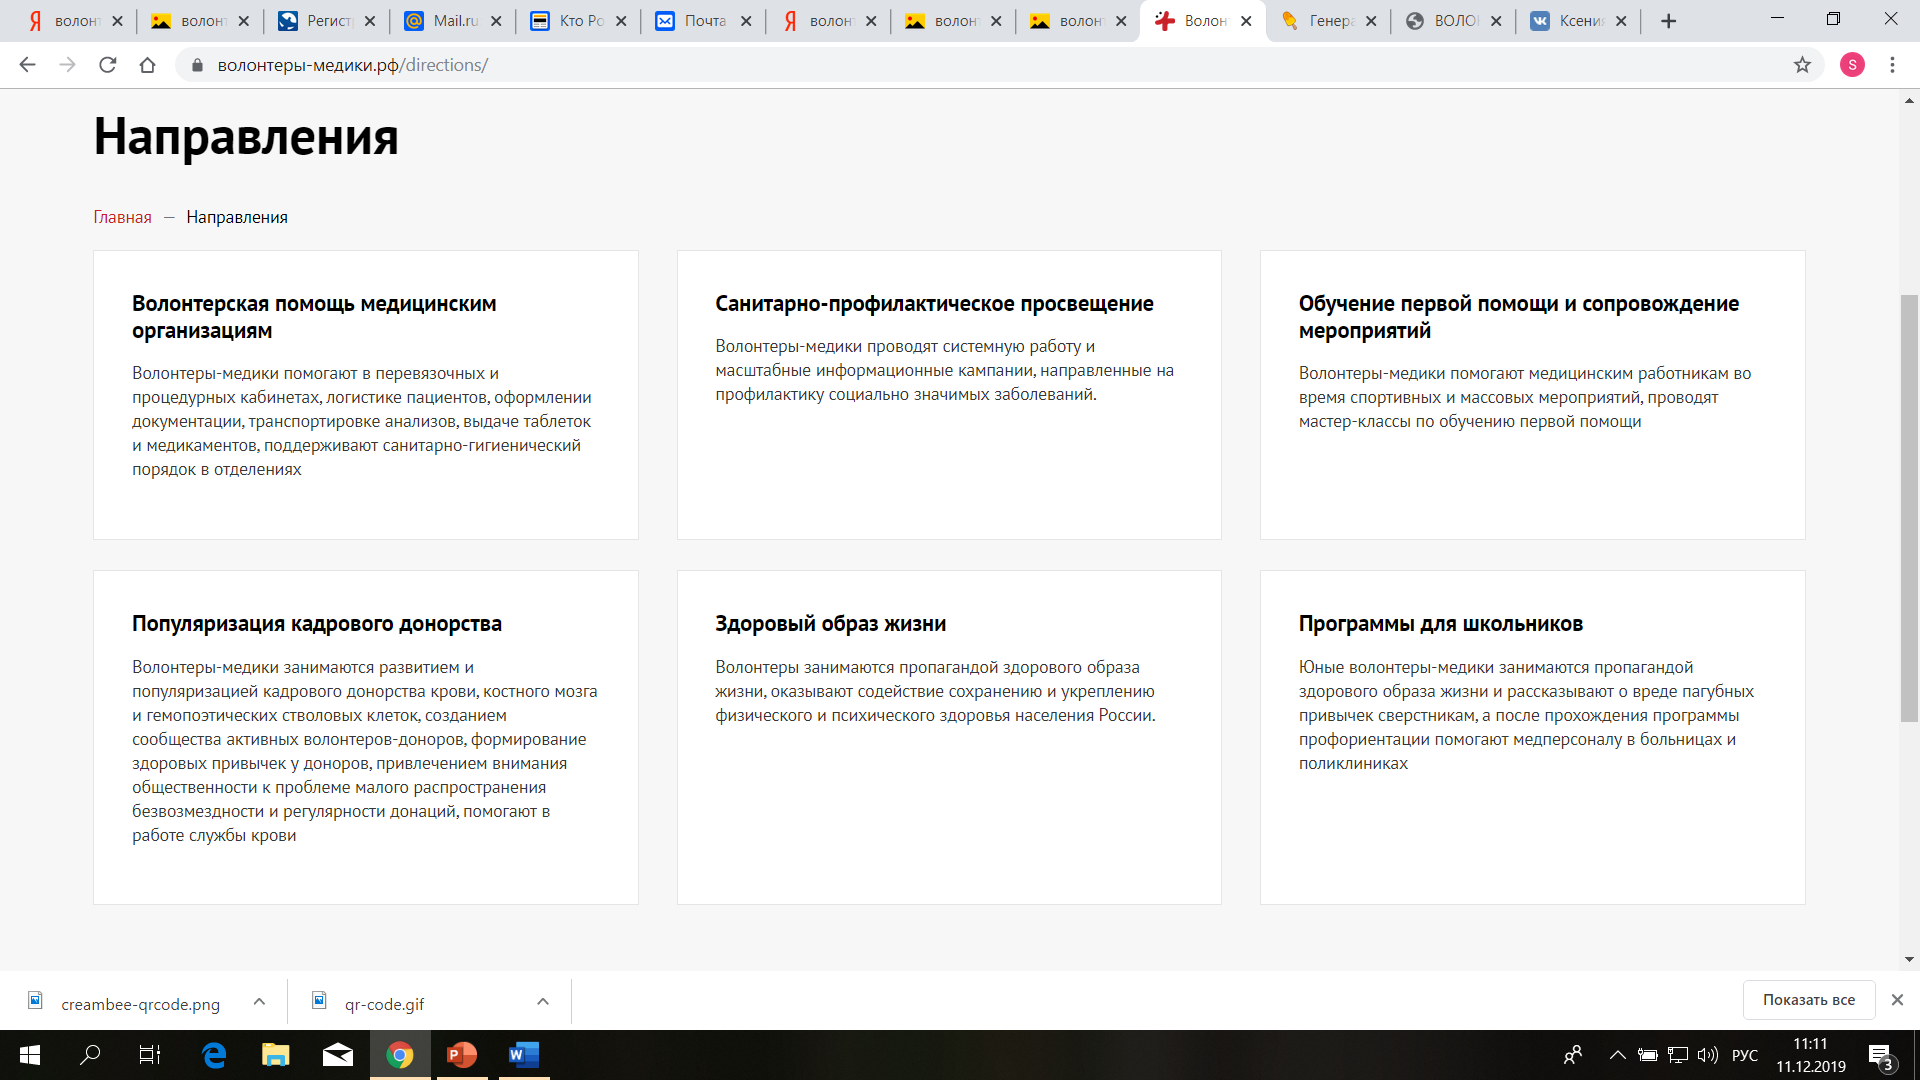 волонт
волонт
Регистр
Mail.ru
Кто Ро
Почта
волонт
волонт
волонт
Волонт
Генера
ВОЛОН
Ксения
волонтеры-медики.рф/directions/
S
Направления
Главная — Направления
Волонтерская помощь медицинским
организациям
Волонтеры-медики помогают в перевязочных и
процедурных кабинетах, логистике пациентов, оформлении
документации, транспортировке анализов, выдаче таблеток
и медикаментов, поддерживают санитарно-гигиенический
порядок в отделениях
Санитарно-профилактическое просвещение
Волонтеры-медики проводят системную работу и
масштабные информационные кампании, направленные на
профилактику социально значимых заболеваний.
Обучение первой помощи и сопровождение
мероприятий
Волонтеры-медики помогают медицинским работникам во
время спортивных и массовых мероприятий, проводят
мастер-классы по обучению первой помощи
Популяризация кадрового донорства
Волонтеры-медики занимаются развитием и
популяризацией кадрового донорства крови, костного мозга
и гемопоэтических стволовых клеток, созданием
сообщества активных волонтеров-доноров, формирование
здоровых привычек у доноров, привлечением внимания
общественности к проблеме малого распространения
безвозмездности и регулярности донаций, помогают в
работе службы крови
Здоровый образ жизни
Волонтеры занимаются пропагандой здорового образа
жизни, оказывают содействие сохранению и укреплению
физического и психического здоровья населения России.
Программы для школьников
Юные волонтеры-медики занимаются пропагандой
здорового образа жизни и рассказывают о вреде пагубных
привычек сверстникам, а после прохождения программы
профориентации помогают медперсоналу в больницах и
поликлиниках
creambee-qrcode.png
qr-code.gif
Показать все
РУС
11:11
11.12.2019
3